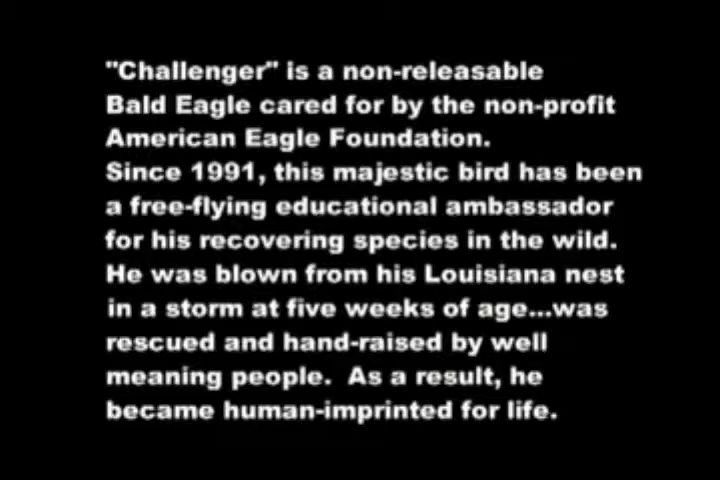 "Challenger" is a non-releasable
Bald Eagle cared for by the non-profit
American Eagle Foundation.
Since 1991, this majestic bird has been
a free-flying educational ambassador
for his recovering species in the wild.
He was blown from his Louisiana nest
in a storm at five weeks of age...was
rescued and hand-raised by well
meaning people.  As a result, he
became human-imprinted for life.